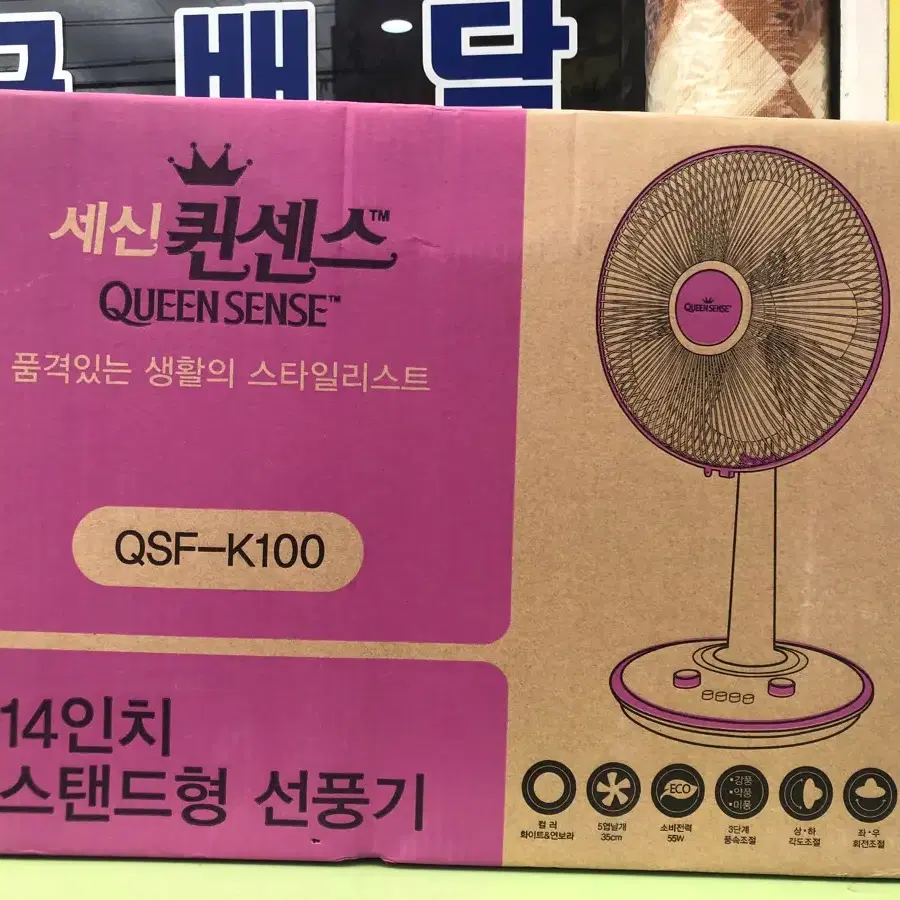 배달
세신 퀸센스™
QUEEN SENSE™
품격있는 생활의 스타일리스트
QSF-K100
14인치
스탠드형 선풍기
QUEEN SENSE
ECO
•강풍
•약풍
•미풍
컬 러
화이트&연보라
5엽날개
35cm
소비전력
55W
3단계
풍속조절
상·하
각도조절
좌·우
회전조절